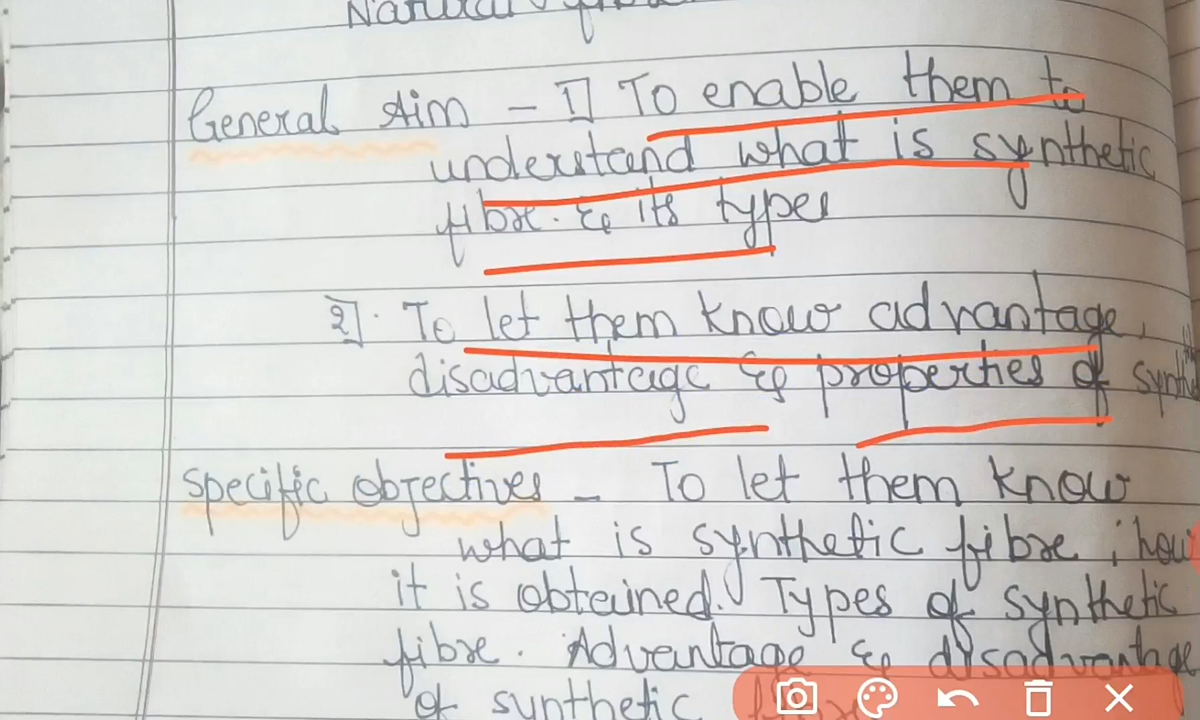 Natural
General Aim - 1] To enable them to
understand what is synthetic
fibre. & its types
2]. To let them know advantage,
disadvantage & properties of
specific objectives - To let them know
what is synthetic fibre ; how
it is obtained. Types of synthetic
fibre. Advantage & disadvantage
of synthetic